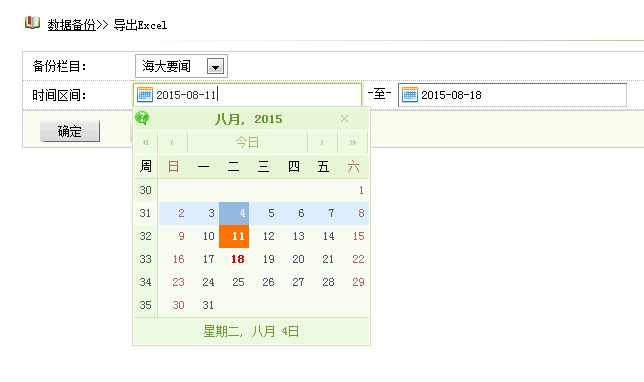 数据备份>> 导出Excel
备份栏目： 海大要闻
时间区间： 2015-08-11 -至- 2015-08-18
确定
? 八月, 2015 ×
« ‹ 今日 › »
周 日 一 二 三 四 五 六
30 1
31 2 3 4 5 6 7 8
32 9 10 11 12 13 14 15
33 16 17 18 19 20 21 22
34 23 24 25 26 27 28 29
35 30 31
星期二, 八月 4日